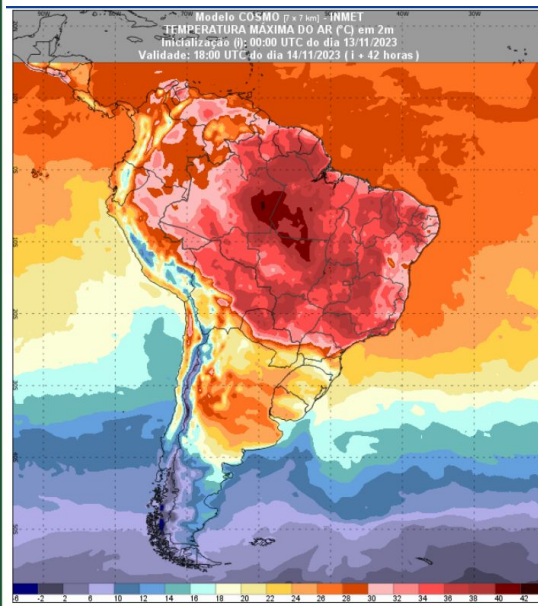 Modelo COSMO [7 x 7 km] - INMET
TEMPERATURA MÁXIMA DO AR (°C) em 2m
Inicialização (i): 00:00 UTC do dia 13/11/2023
Validade: 18:00 UTC do dia 14/11/2023 ( i + 42 horas )
-6 -2 2 6 10 12 14 16 18 20 22 24 26 28 30 32 34 36 38 40 42